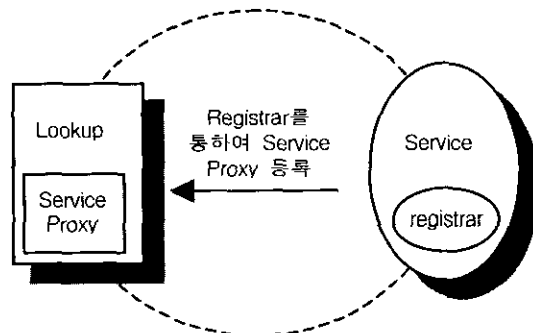 Lookup
Service
Proxy
Registrar를
통하여 Service
Proxy 등록
Service
registrar